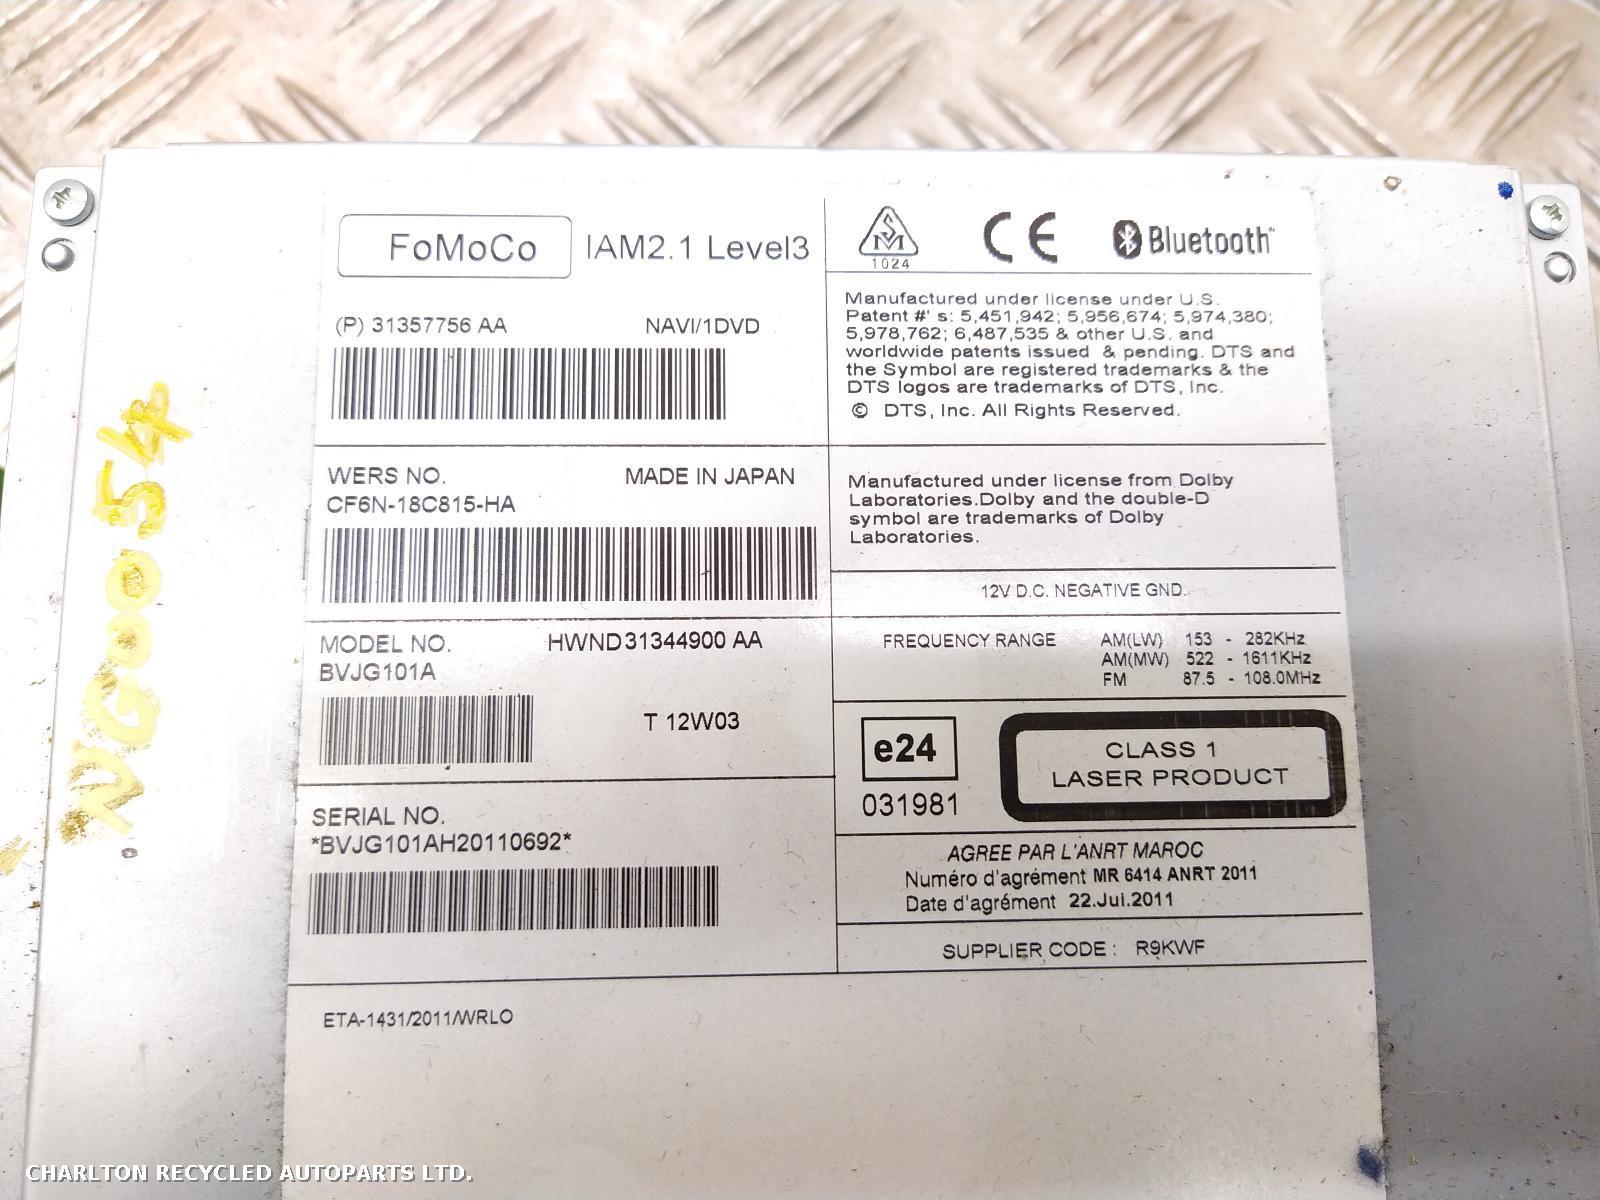 FoMoCo IAM2.1 Level3
(P) 31357756 AA NAVI/1DVD
WERS NO. MADE IN JAPAN
CF6N-18C815-HA
MODEL NO. HWND31344900 AA
BVJG101A
T 12W03
SERIAL NO.
*BVJG101AH20110692*
ETA-1431/2011/WRLO
SM
1024
CE
Bluetooth
Manufactured under license under U.S.
Patent #' s: 5,451,942; 5,956,674; 5,974,380;
5,978,762; 6,487,535 & other U.S. and
worldwide patents issued & pending. DTS and
the Symbol are registered trademarks & the
DTS logos are trademarks of DTS, Inc.
© DTS, Inc. All Rights Reserved.
Manufactured under license from Dolby
Laboratories.Dolby and the double-D
symbol are trademarks of Dolby
Laboratories.
12V D.C. NEGATIVE GND.
FREQUENCY RANGE AM(LW) 153 - 282KHz
AM(MW) 522 - 1611KHz
FM 87.5 - 108.0MHz
e24
031981
CLASS 1
LASER PRODUCT
AGREE PAR L'ANRT MAROC
Numéro d'agrément MR 6414 ANRT 2011
Date d'agrément 22.Jul.2011
SUPPLIER CODE : R9KWF
CHARLTON RECYCLED AUTOPARTS LTD.